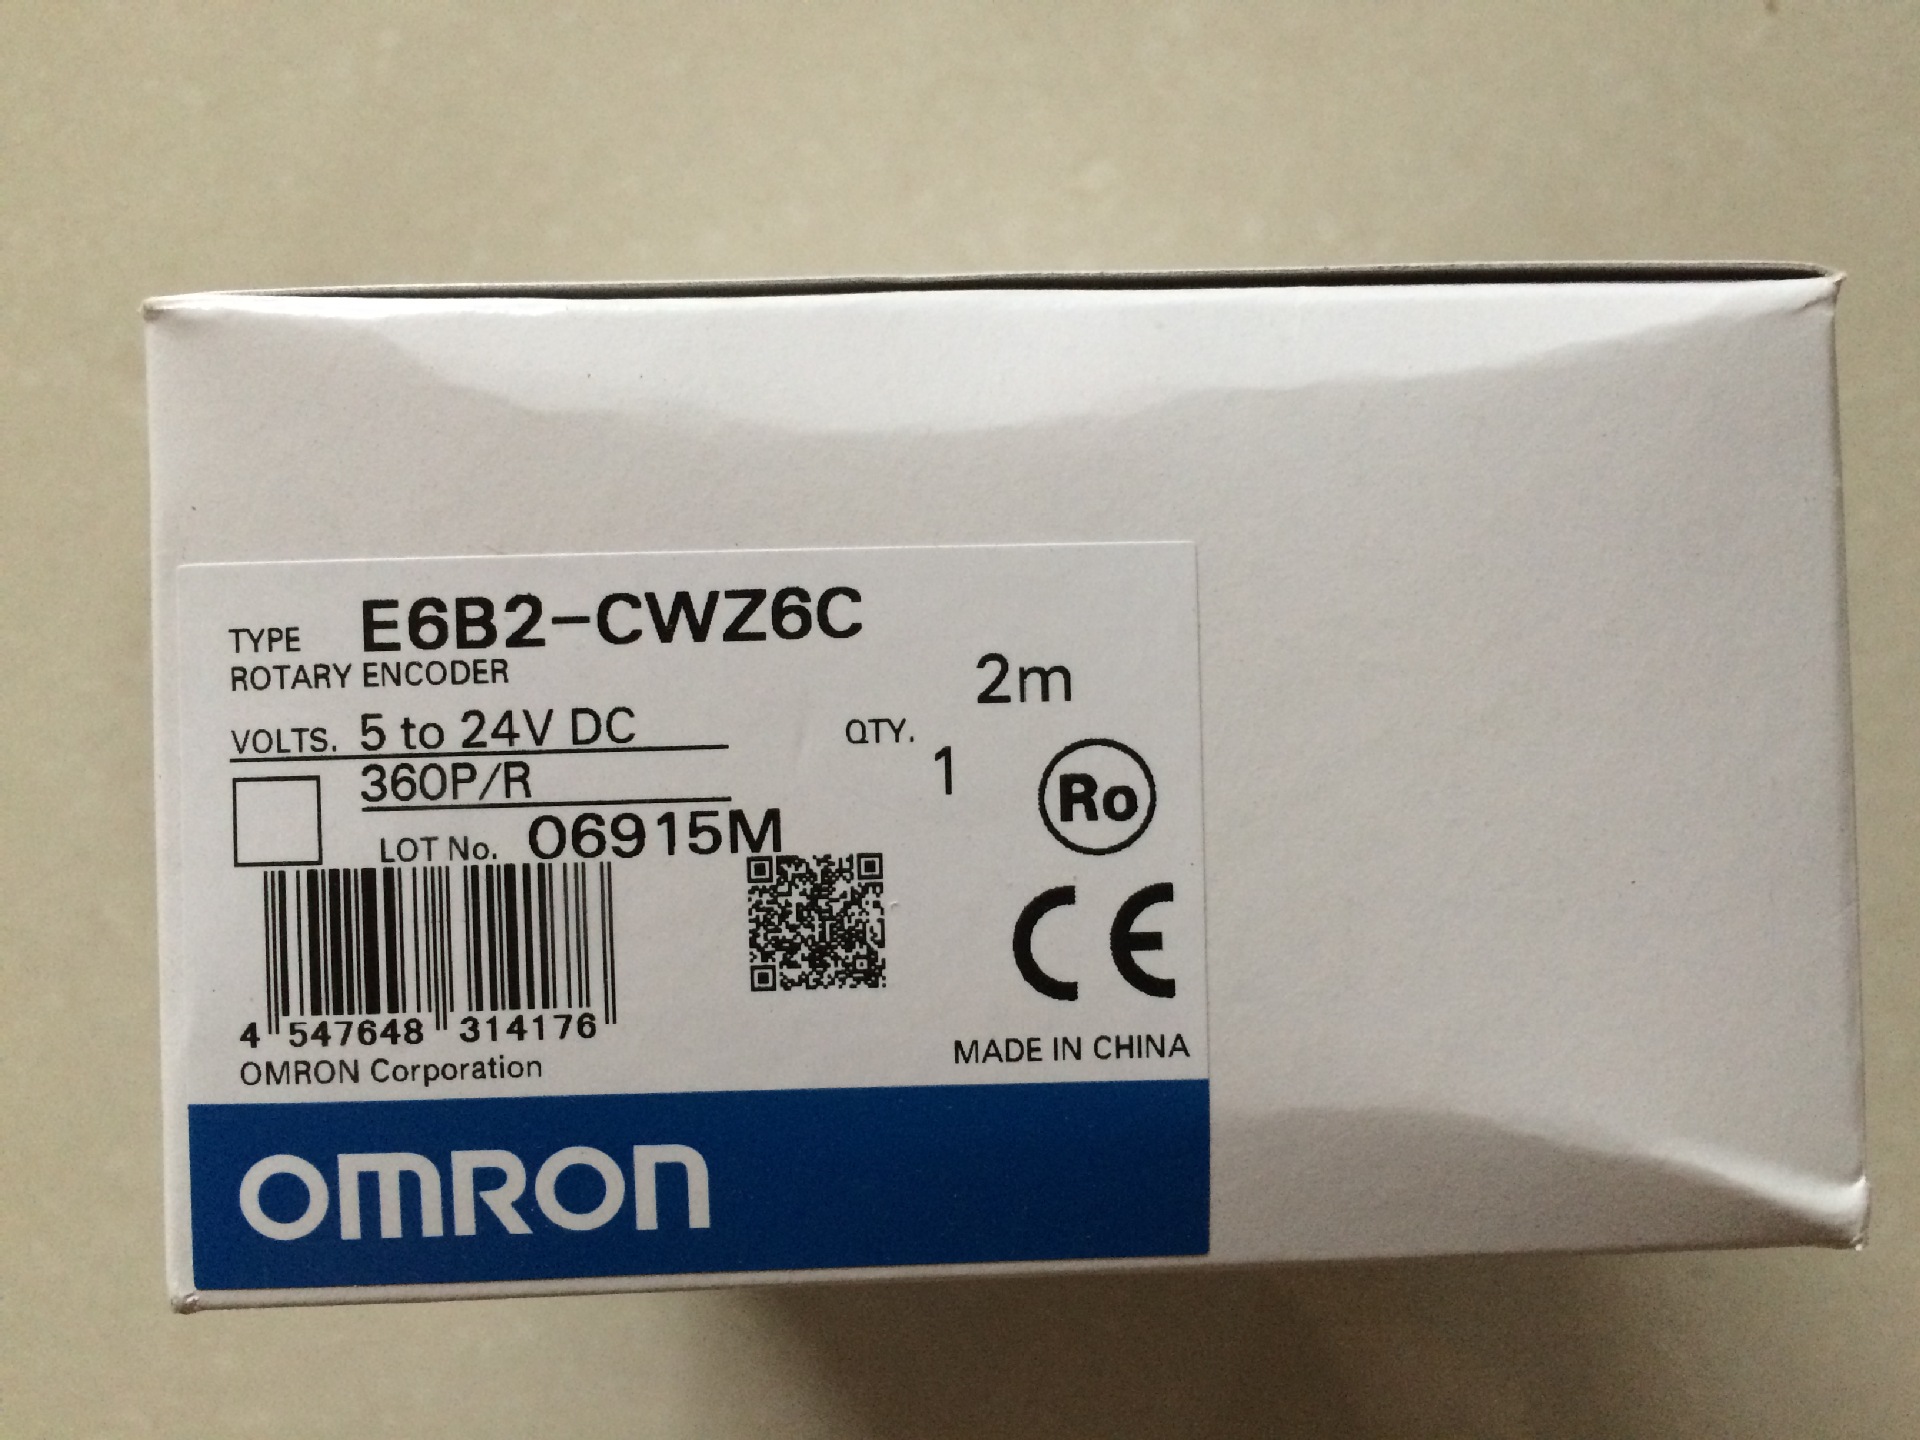 TYPE E6B2-CWZ6C
ROTARY ENCODER
2m
VOLTS. 5 to 24V DC
QTY. 1
360P/R
Ro
LOT No. 06915M
CE
4 547648 314176
MADE IN CHINA
OMRON Corporation
OMRON